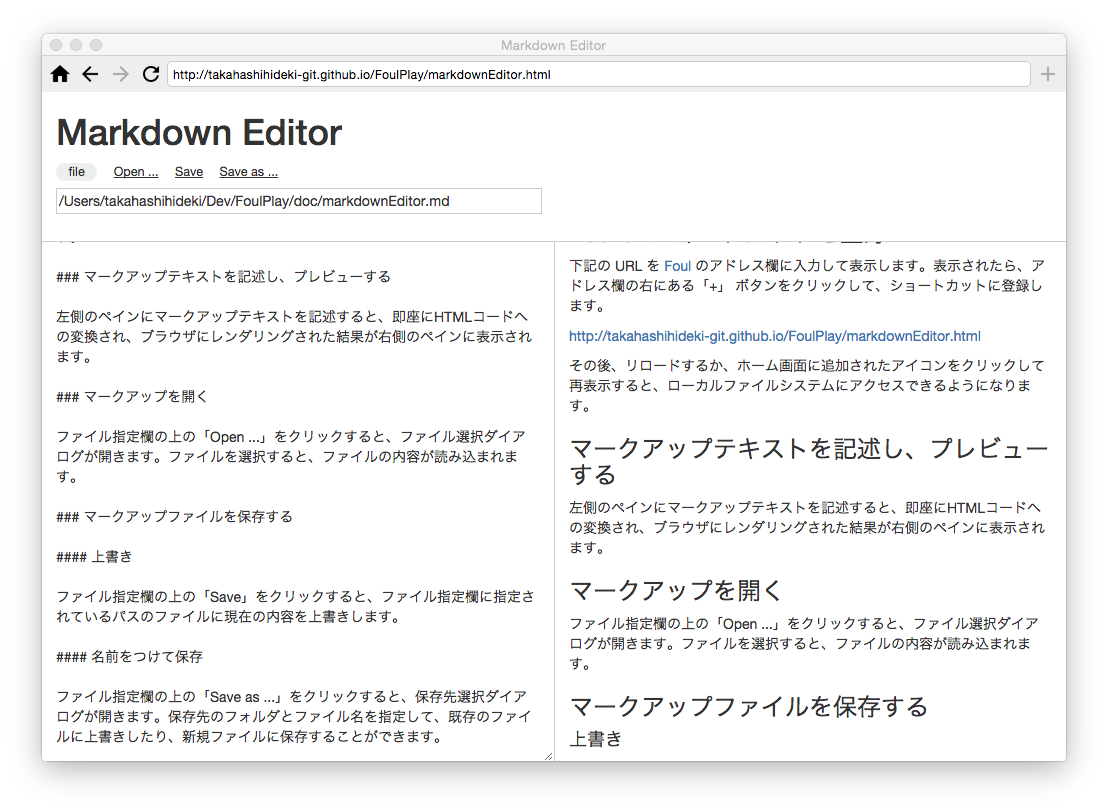 Markdown Editor
http://takahashihideki-git.github.io/FoulPlay/markdownEditor.html
Markdown Editor
file Open ... Save Save as ...
/Users/takahashihideki/Dev/FoulPlay/doc/markdownEditor.md
### マークアップテキストを記述し、プレビューする
左側のペインにマークアップテキストを記述すると、即座にHTMLコードへ
の変換され、ブラウザにレンダリングされた結果が右側のペインに表示され
ます。
### マークアップを開く
ファイル指定欄の上の「Open ...」をクリックすると、ファイル選択ダイア
ログが開きます。ファイルを選択すると、ファイルの内容が読み込まれま
す。
### マークアップファイルを保存する
#### 上書き
ファイル指定欄の上の「Save」をクリックすると、ファイル指定欄に指定さ
れているパスのファイルに現在の内容を上書きします。
#### 名前をつけて保存
ファイル指定欄の上の「Save as ...」をクリックすると、保存先選択ダイア
ログが開きます。保存先のフォルダとファイル名を指定して、既存のファイ
ルに上書きしたり、新規ファイルに保存することができます。
下記の URL を Foul のアドレス欄に入力して表示します。表示されたら、ア
ドレス欄の右にある「+」 ボタンをクリックして、ショートカットに登録し
ます。
http://takahashihideki-git.github.io/FoulPlay/markdownEditor.html
その後、リロードするか、ホーム画面に追加されたアイコンをクリックして
再表示すると、ローカルファイルシステムにアクセスできるようになりま
す。
マークアップテキストを記述し、プレビュー
する
左側のペインにマークアップテキストを記述すると、即座にHTMLコードへ
の変換され、ブラウザにレンダリングされた結果が右側のペインに表示され
ます。
マークアップを開く
ファイル指定欄の上の「Open ...」をクリックすると、ファイル選択ダイア
ログが開きます。ファイルを選択すると、ファイルの内容が読み込まれま
す。
マークアップファイルを保存する
上書き